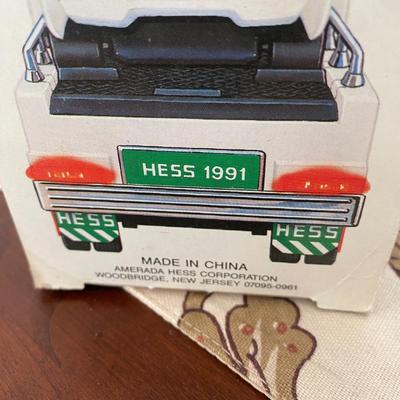 HESS 1991
HESS
HESS
MADE IN CHINA
AMERADA HESS CORPORATION
WOODBRIDGE, NEW JERSEY 07095-0961